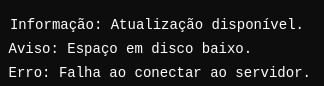 Informação: Atualização disponível.
Aviso: Espaço em disco baixo.
Erro: Falha ao conectar ao servidor.